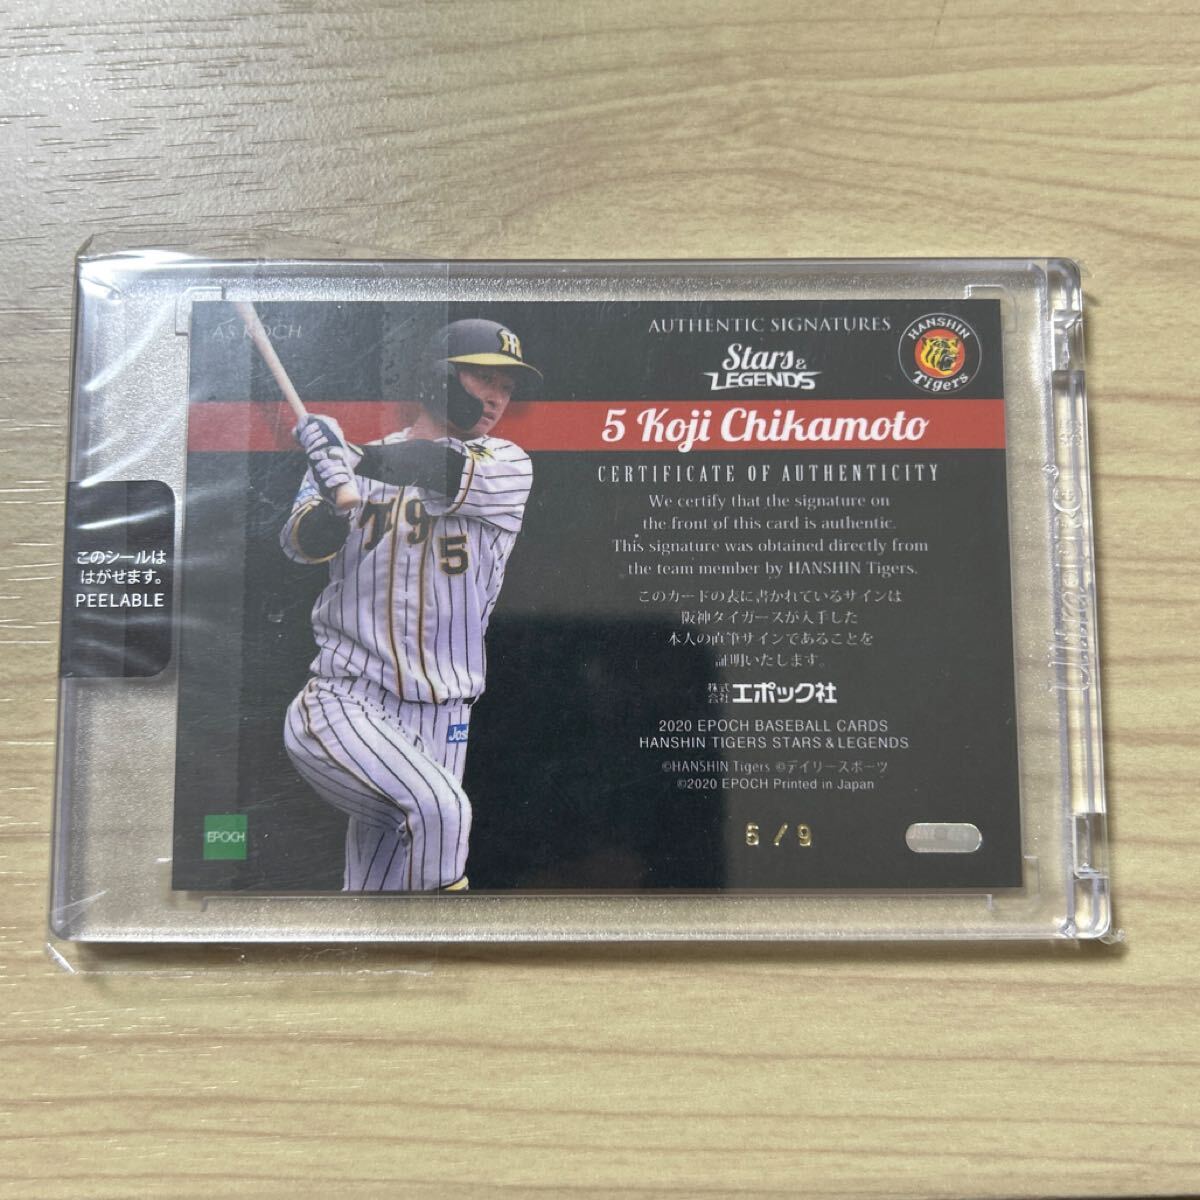 AUTHENTIC SIGNATURES
Stars &
LEGENDS
HANSHIN
Tigers
5 Koji Chikamoto
CERTIFICATE OF AUTHENTICITY
We certify that the signature on
the front of this card is authentic.
This signature was obtained directly from
the team member by HANSHIN Tigers.
このカードの表に書かれているサインは
阪神タイガースが入手した
本人の直筆サインであることを
証明いたします。
株式会社エポック社
2020 EPOCH BASEBALL CARDS
HANSHIN TIGERS STARS & LEGENDS
©HANSHIN Tigers ©デイリースポーツ
©2020 EPOCH Printed in Japan
EPOCH
5
このシールは
はがせます。
PEELABLE